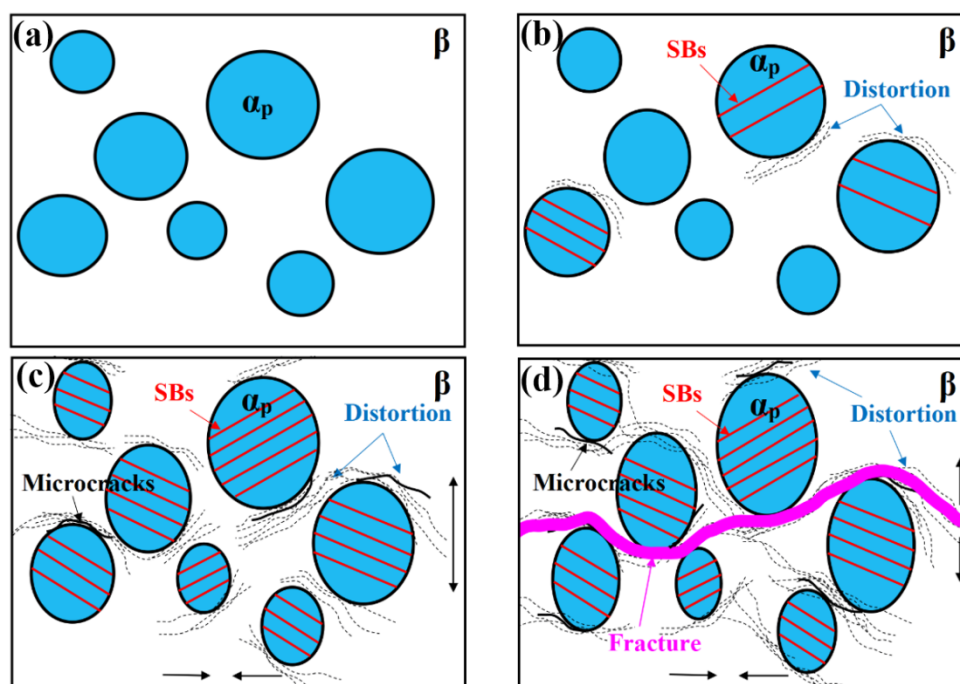 (a)
β
αp
(b)
β
SBs
αp
Distortion
(c)
β
SBs
αp
Distortion
Microcracks
(d)
β
SBs
αp
Distortion
Microcracks
Fracture